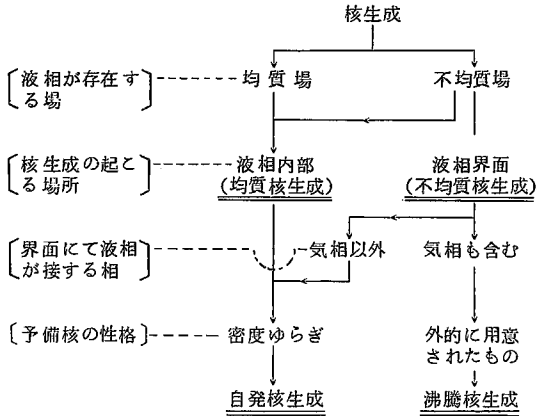 核生成
液相が存在す
る場
均質場
不均質場
核生成の起こ
る場所
液相内部
(均質核生成)
液相界面
(不均質核生成)
界面にて液相
が接する相
気相以外
気相も含む
予備核の性格
密度ゆらぎ
外的に用意
されたもの
自発核生成
沸騰核生成